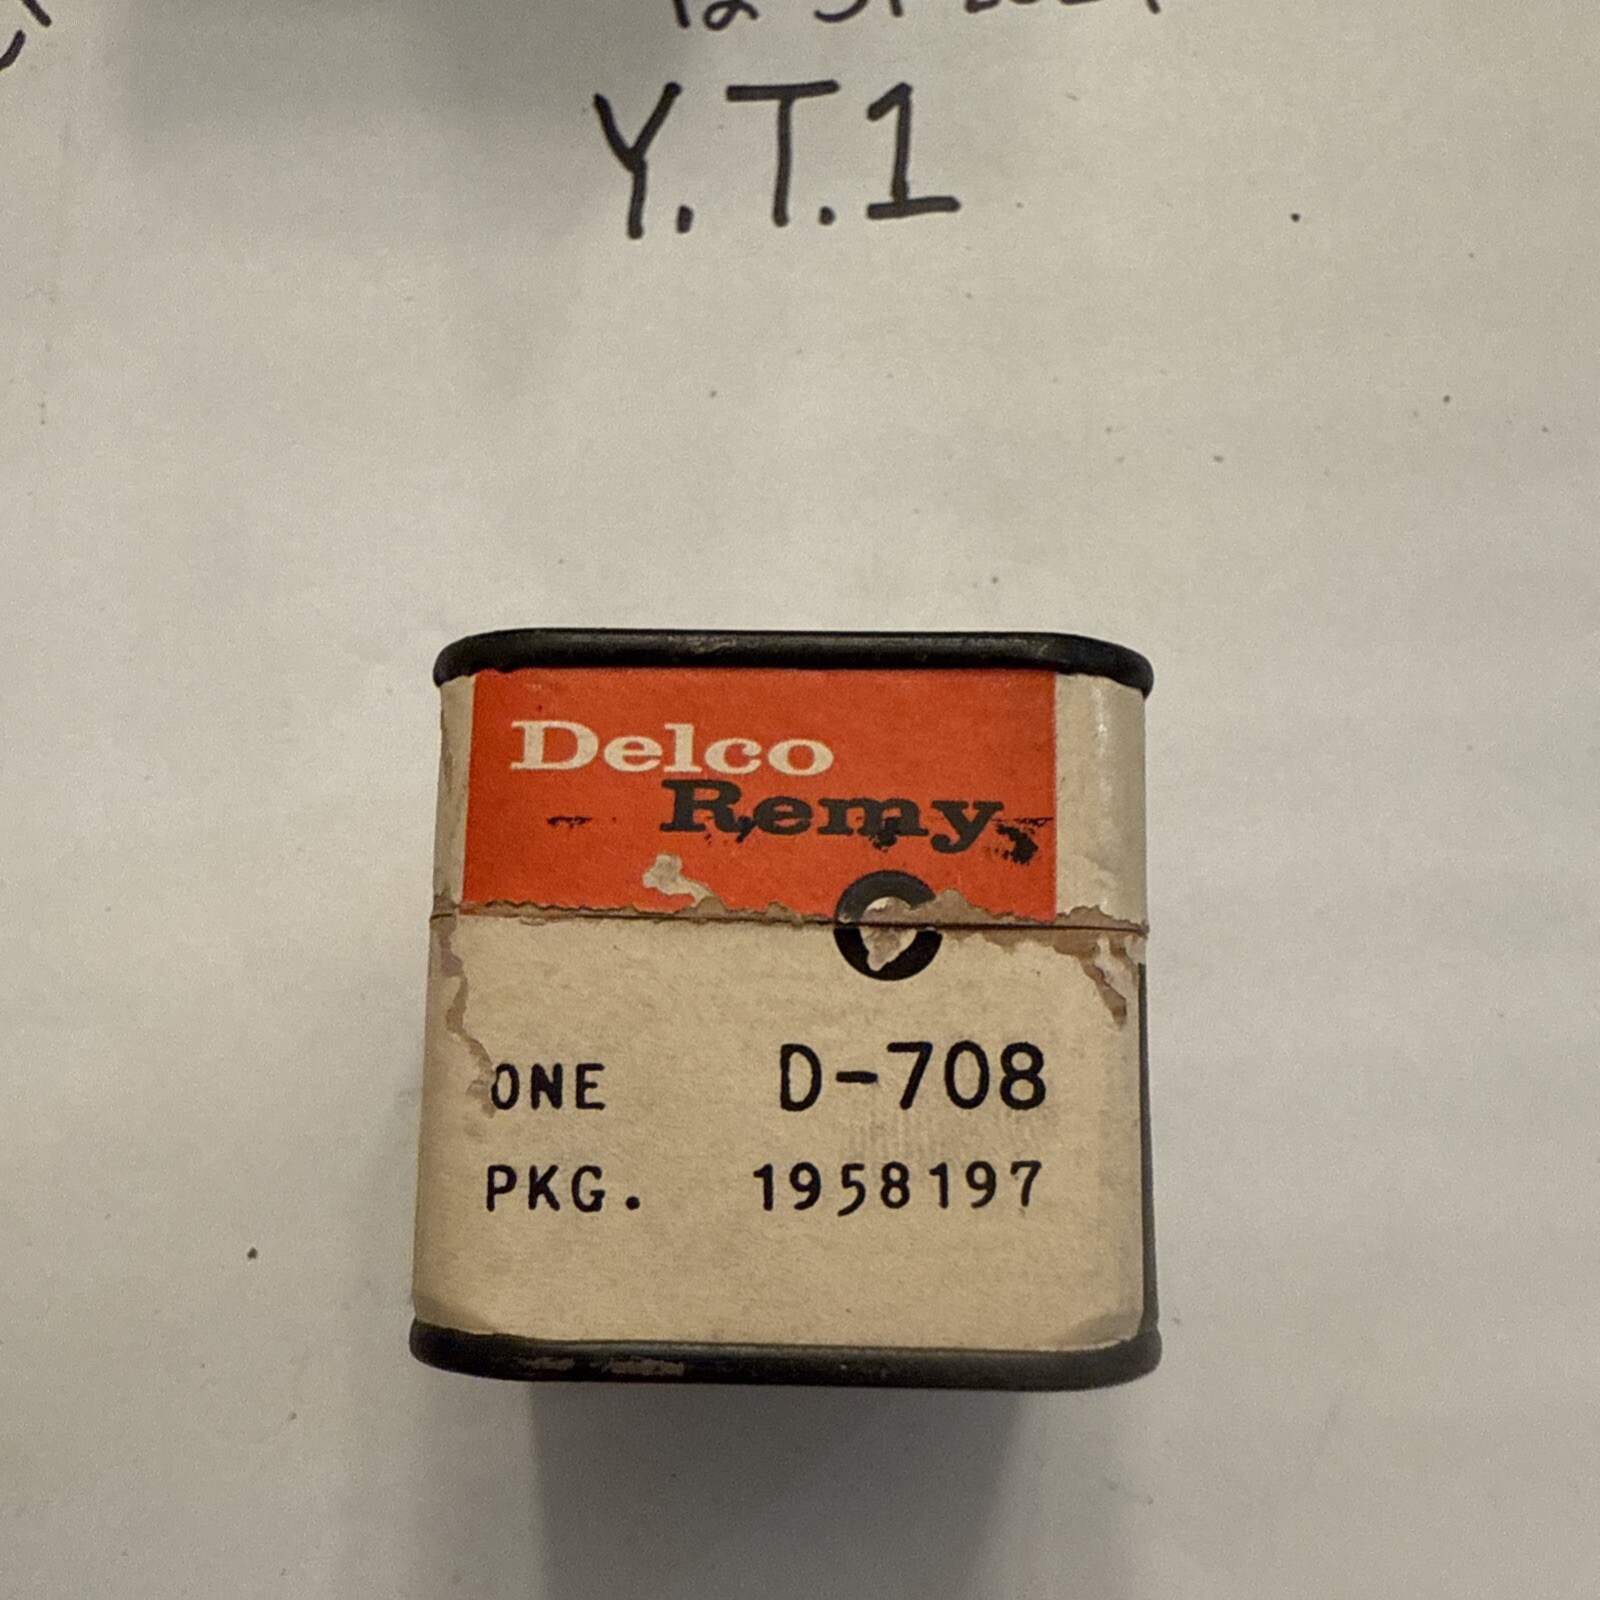 Y.T.1
Delco
Remy
C
ONE D-708
PKG. 1958197